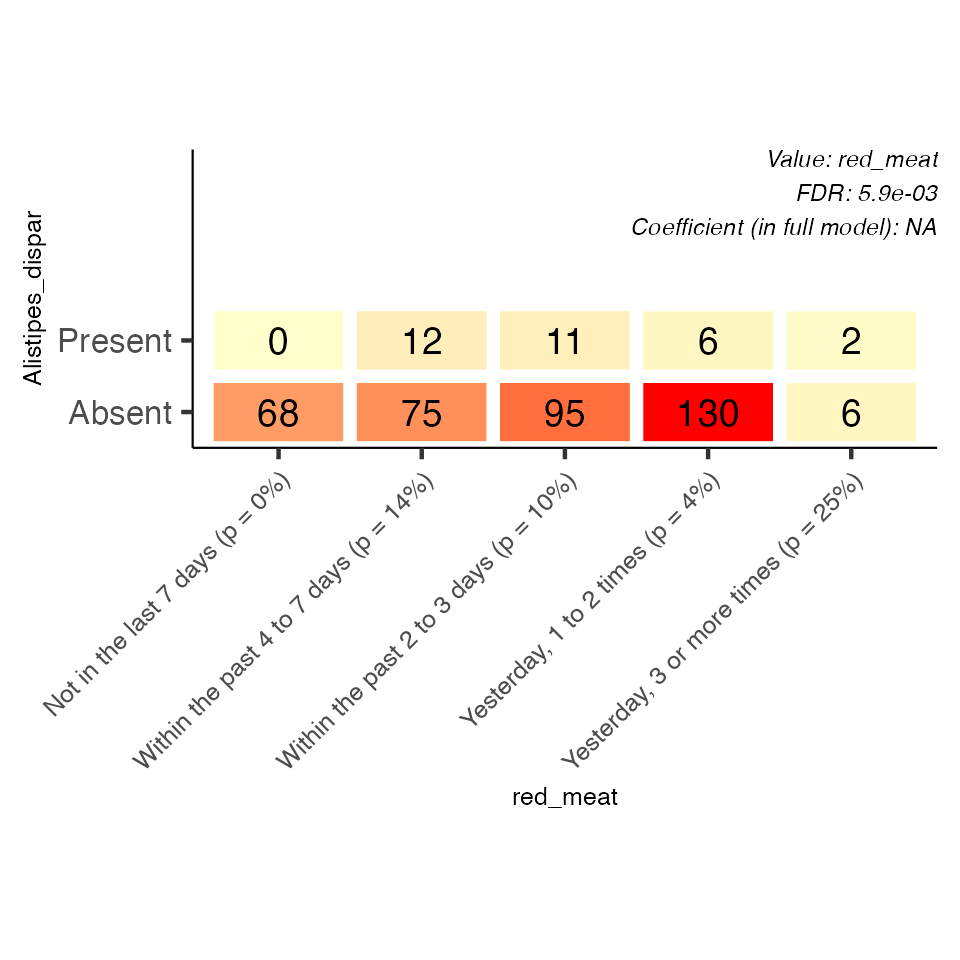 Value: red_meat
FDR: 5.9e-03
Coefficient (in full model): NA
Alistipes_dispar
Present
0
12
11
6
2
Absent
68
75
95
130
6
Not in the last 7 days (p = 0%)
Within the past 4 to 7 days (p = 14%)
Within the past 2 to 3 days (p = 10%)
Yesterday, 1 to 2 times (p = 4%)
Yesterday, 3 or more times (p = 25%)
red_meat